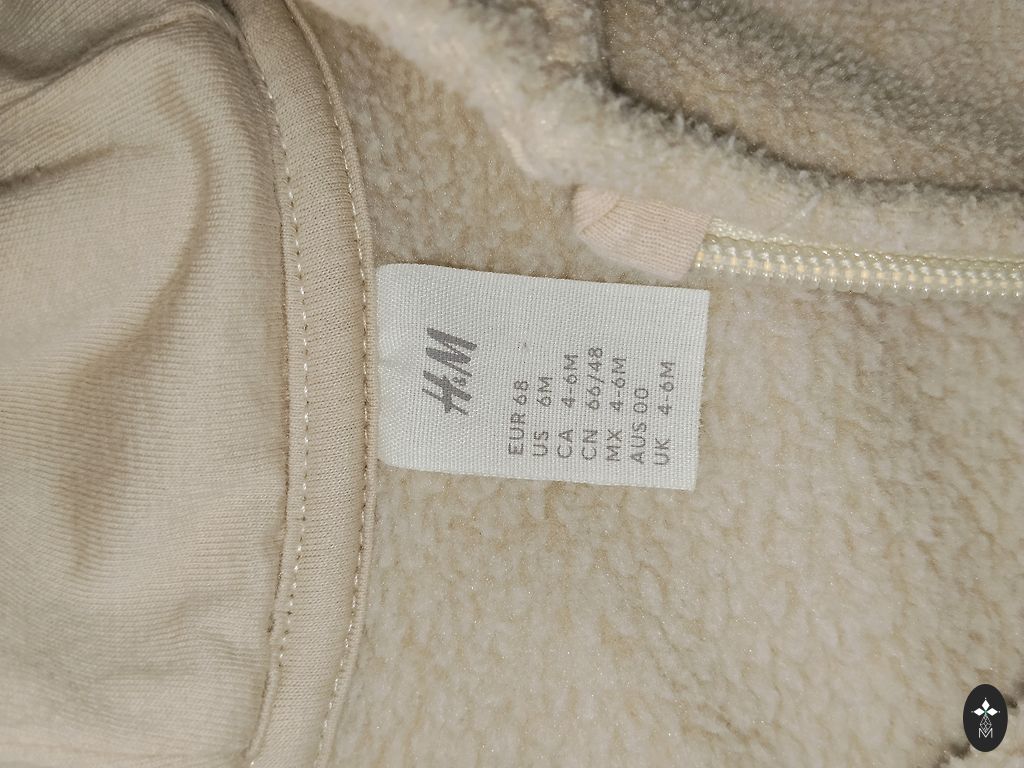 H&M
EUR 68
US 6M
CA 4-6M
CN 66/48
MX 4-6M
AUS 00
UK 4-6M
M